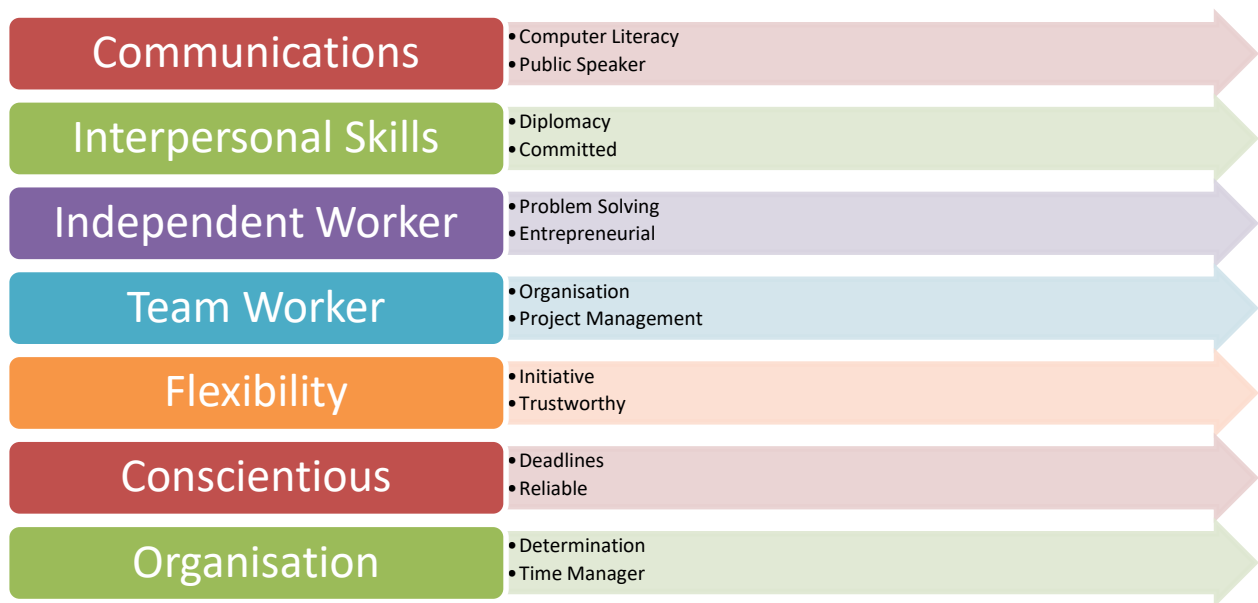 Communications
•Computer Literacy
•Public Speaker
Interpersonal Skills
•Diplomacy
•Committed
Independent Worker
•Problem Solving
•Entrepreneurial
Team Worker
•Organisation
•Project Management
Flexibility
•Initiative
•Trustworthy
Conscientious
•Deadlines
•Reliable
Organisation
•Determination
•Time Manager